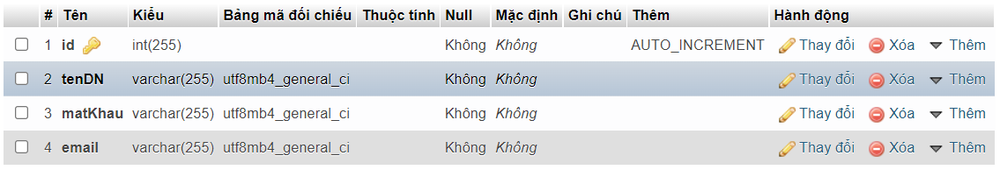 # Tên Kiểu Bảng mã đối chiếu Thuộc tính Null Mặc định Ghi chú Thêm Hành động
1 id int(255) Không Không AUTO_INCREMENT Thay đổi Xóa Thêm
2 tenDN varchar(255) utf8mb4_general_ci Không Không Thay đổi Xóa Thêm
3 matKhau varchar(255) utf8mb4_general_ci Không Không Thay đổi Xóa Thêm
4 email varchar(255) utf8mb4_general_ci Không Không Thay đổi Xóa Thêm